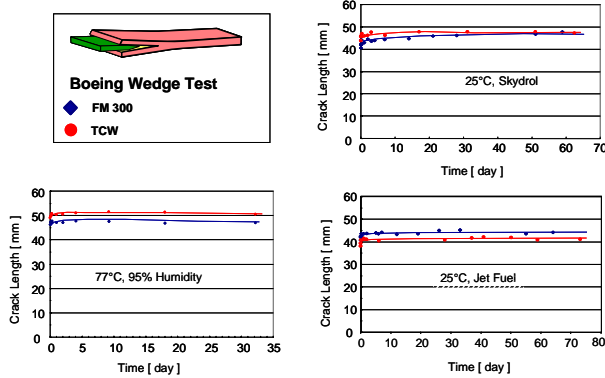 Boeing Wedge Test
FM 300
TCW
60
50
40
30
20
10
0
Crack Length [ mm ]
25°C, Skydrol
0 10 20 30 40 50 60 70
Time [ day ]
60
50
40
30
20
10
0
Crack Length [ mm ]
77°C, 95% Humidity
0 5 10 15 20 25 30 35
Time [ day ]
60
50
40
30
20
10
0
Crack Length [ mm ]
25°C, Jet Fuel
0 10 20 30 40 50 60 70 80
Time [ day ]